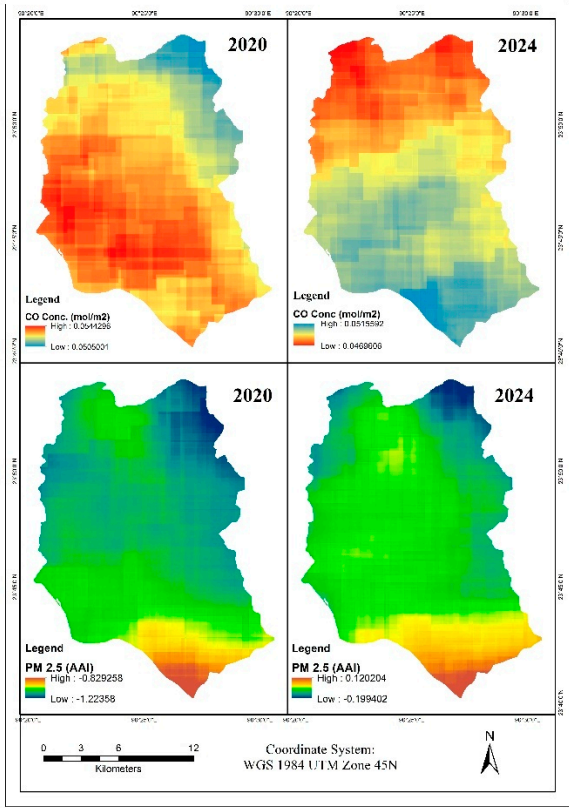 2020
2024
Legend
CO Conc. (mol/m2)
High : 0.0544296
Low : 0.0505001
Legend
CO Conc. (mol/m2)
High : 0.0515592
Low : 0.0469606
2020
2024
Legend
PM 2.5 (AAI)
High : -0.829258
Low : -1.22358
Legend
PM 2.5 (AAI)
High : 0.120204
Low : -0.199402
0 3 6 12
Kilometers
Coordinate System:
WGS 1984 UTM Zone 45N
N